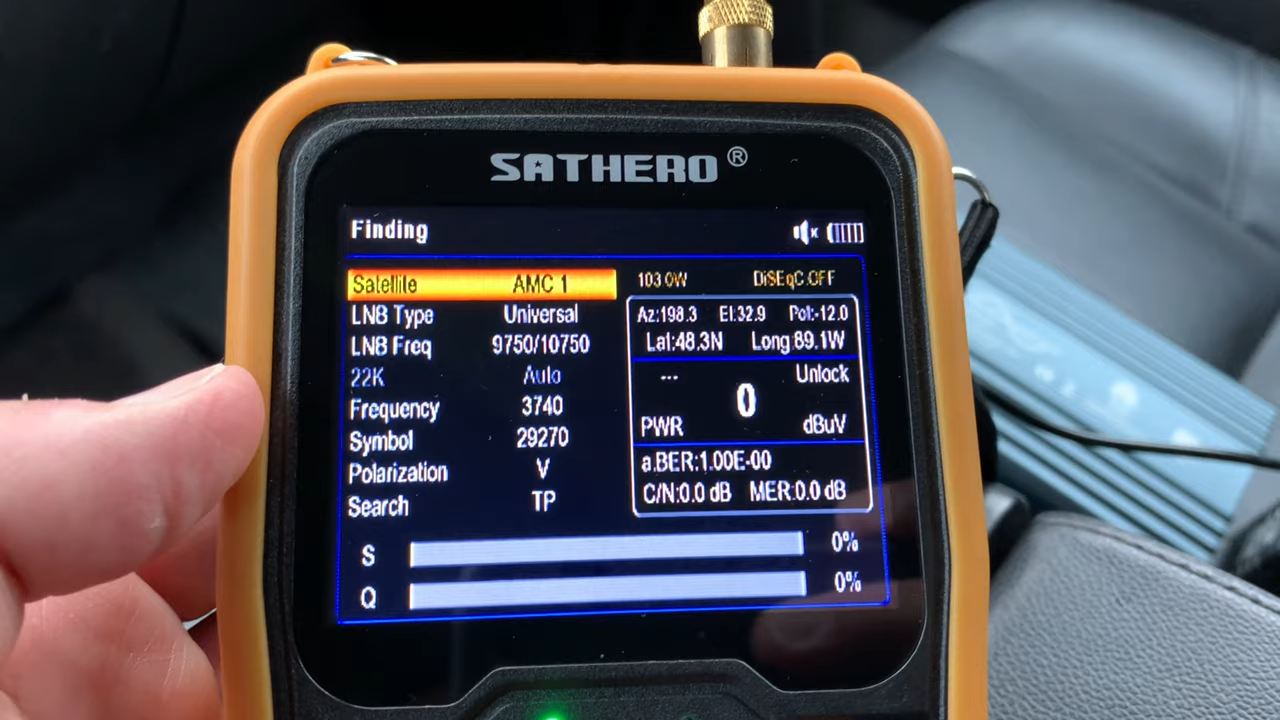 SATHERO®
Finding
Satellite AMC 1
LNB Type Universal
LNB Freq 9750/10750
22K Auto
Frequency 3740
Symbol 29270
Polarization V
Search TP
103.0W DiSEqC:OFF
Az:198.3 El:32.9 Pol:-12.0
Lat:48.3N Long:89.1W
--- Unlock
0
PWR dBuV
a.BER:1.00E-00
C/N:0.0 dB MER:0.0 dB
S 0%
Q 0%